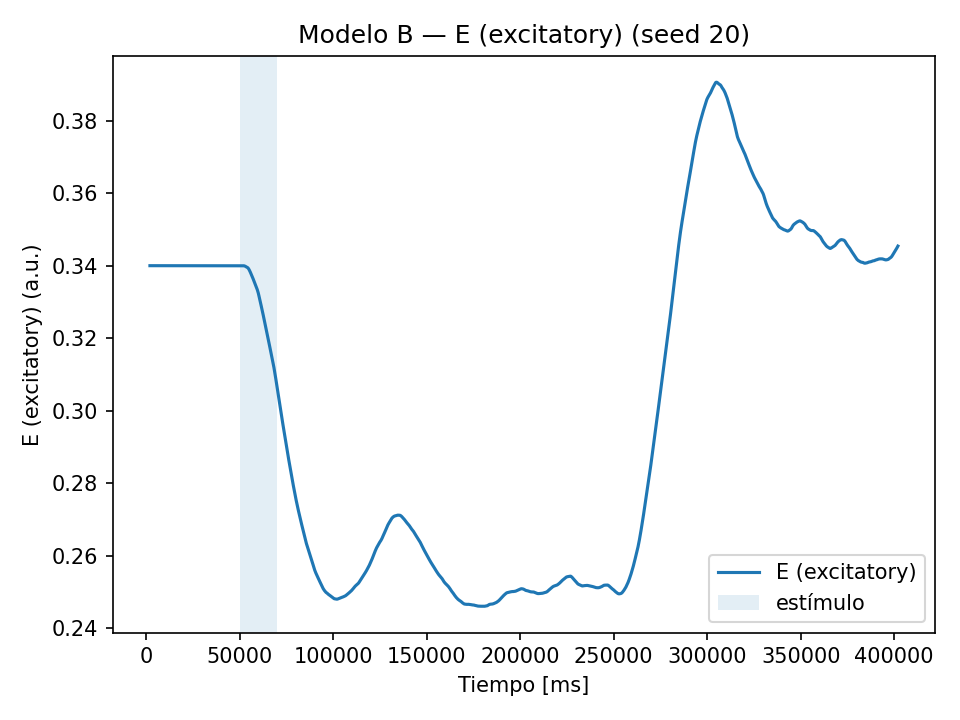 Modelo B — E (excitatory) (seed 20)
E (excitatory) (a.u.)
0.38
0.36
0.34
0.32
0.30
0.28
0.26
0.24
E (excitatory)
estímulo
0 50000 100000 150000 200000 250000 300000 350000 400000
Tiempo [ms]